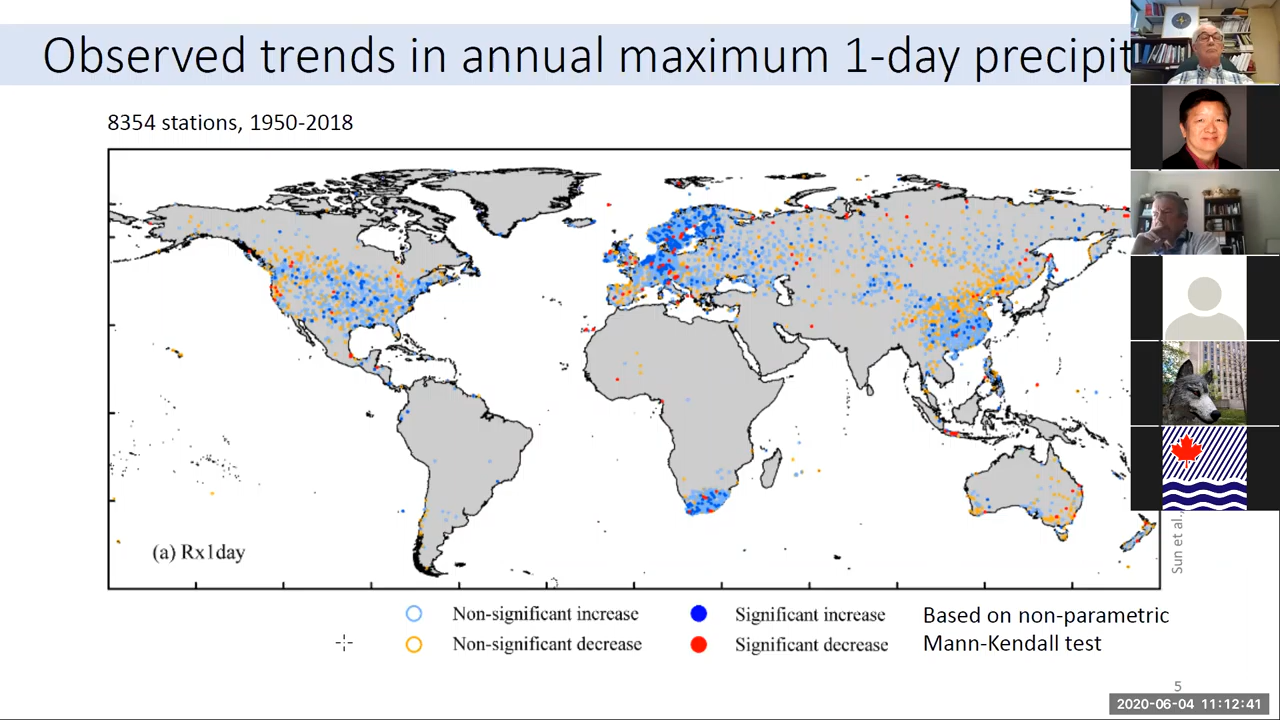 Observed trends in annual maximum 1-day precipit
8354 stations, 1950-2018
(a) Rx1day
Sun et al.
Non-significant increase
Significant increase
Based on non-parametric
Non-significant decrease
Significant decrease
Mann-Kendall test
5
2020-06-04 11:12:41